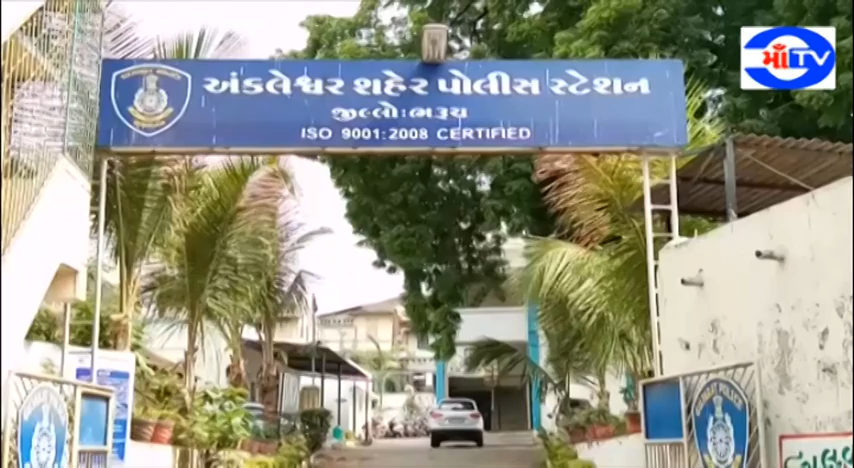 માઁ TV
અંકલેશ્વર શહેર પોલીસ સ્ટેશન
જીલ્લો : ભરૂચ
ISO 9001:2008 CERTIFIED